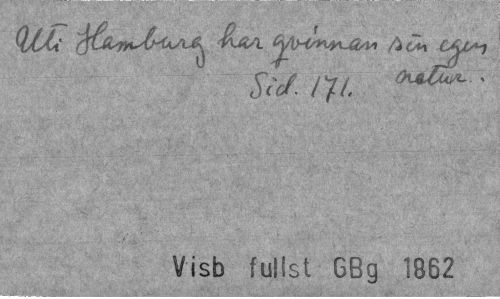 Uti Hamburg har qvinnan sin egen
natur.
Sid. 171.
Visb fullst GBg 1862